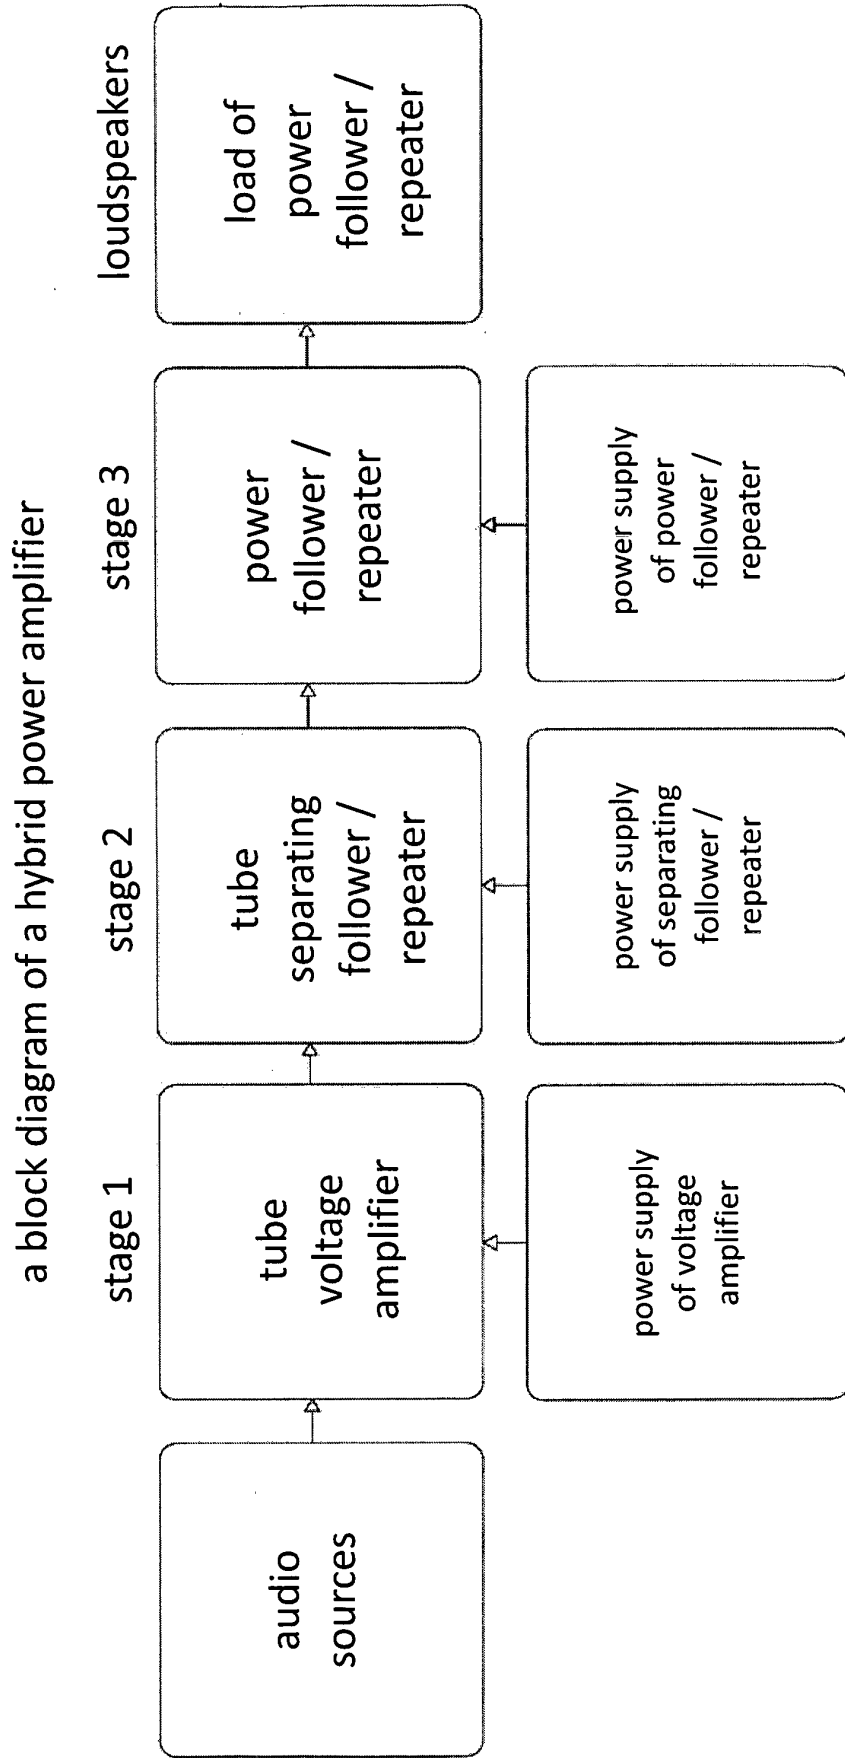 a block diagram of a hybrid power amplifier
stage 1
stage 2
stage 3
loudspeakers
audio
sources
tube
voltage
amplifier
tube
separating
follower /
repeater
power
follower /
repeater
load of
power
follower /
repeater
power supply
of voltage
amplifier
power supply
of separating
follower /
repeater
power supply
of power
follower /
repeater